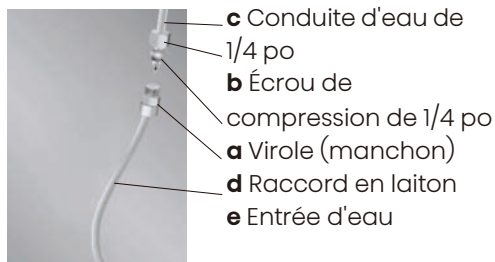 c Conduite d'eau de
1/4 po
b Écrou de
compression de 1/4 po
a Virole (manchon)
d Raccord en laiton
e Entrée d'eau